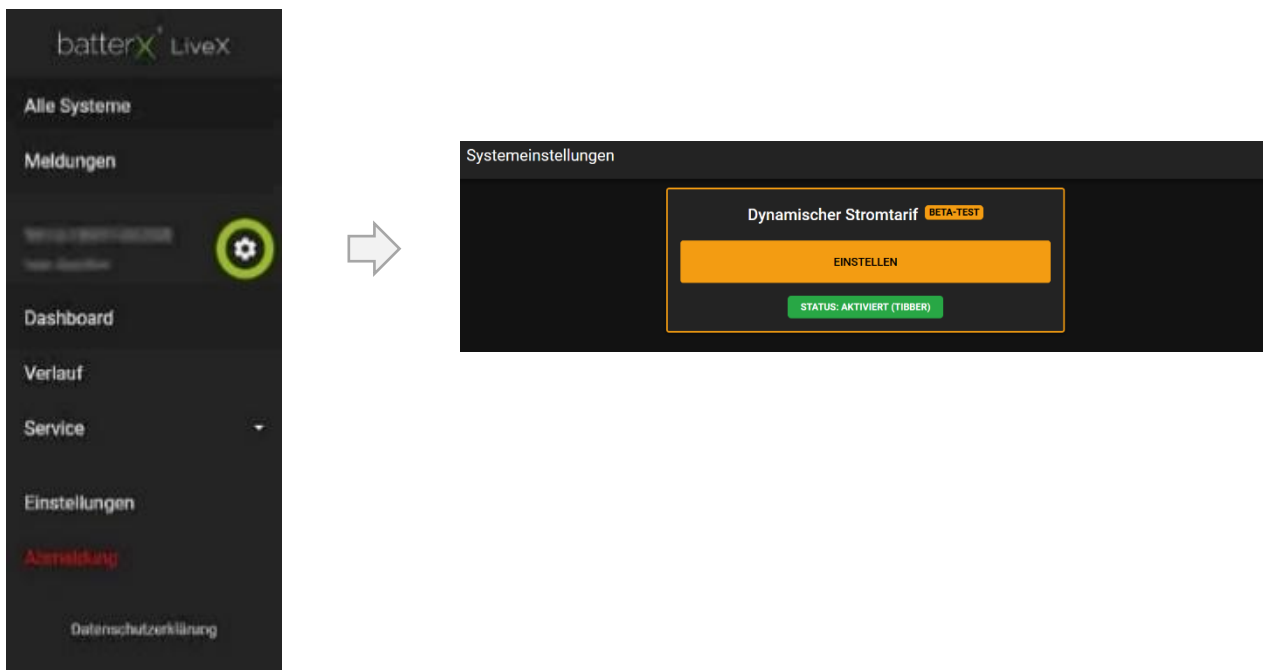 batterx LiveX
Alle Systeme
Meldungen
Dashboard
Verlauf
Service
Einstellungen
Abmeldung
Datenschutzerklärung
Systemeinstellungen
Dynamischer Stromtarif BETA-TEST
EINSTELLEN
STATUS: AKTIVIERT (TIBBER)